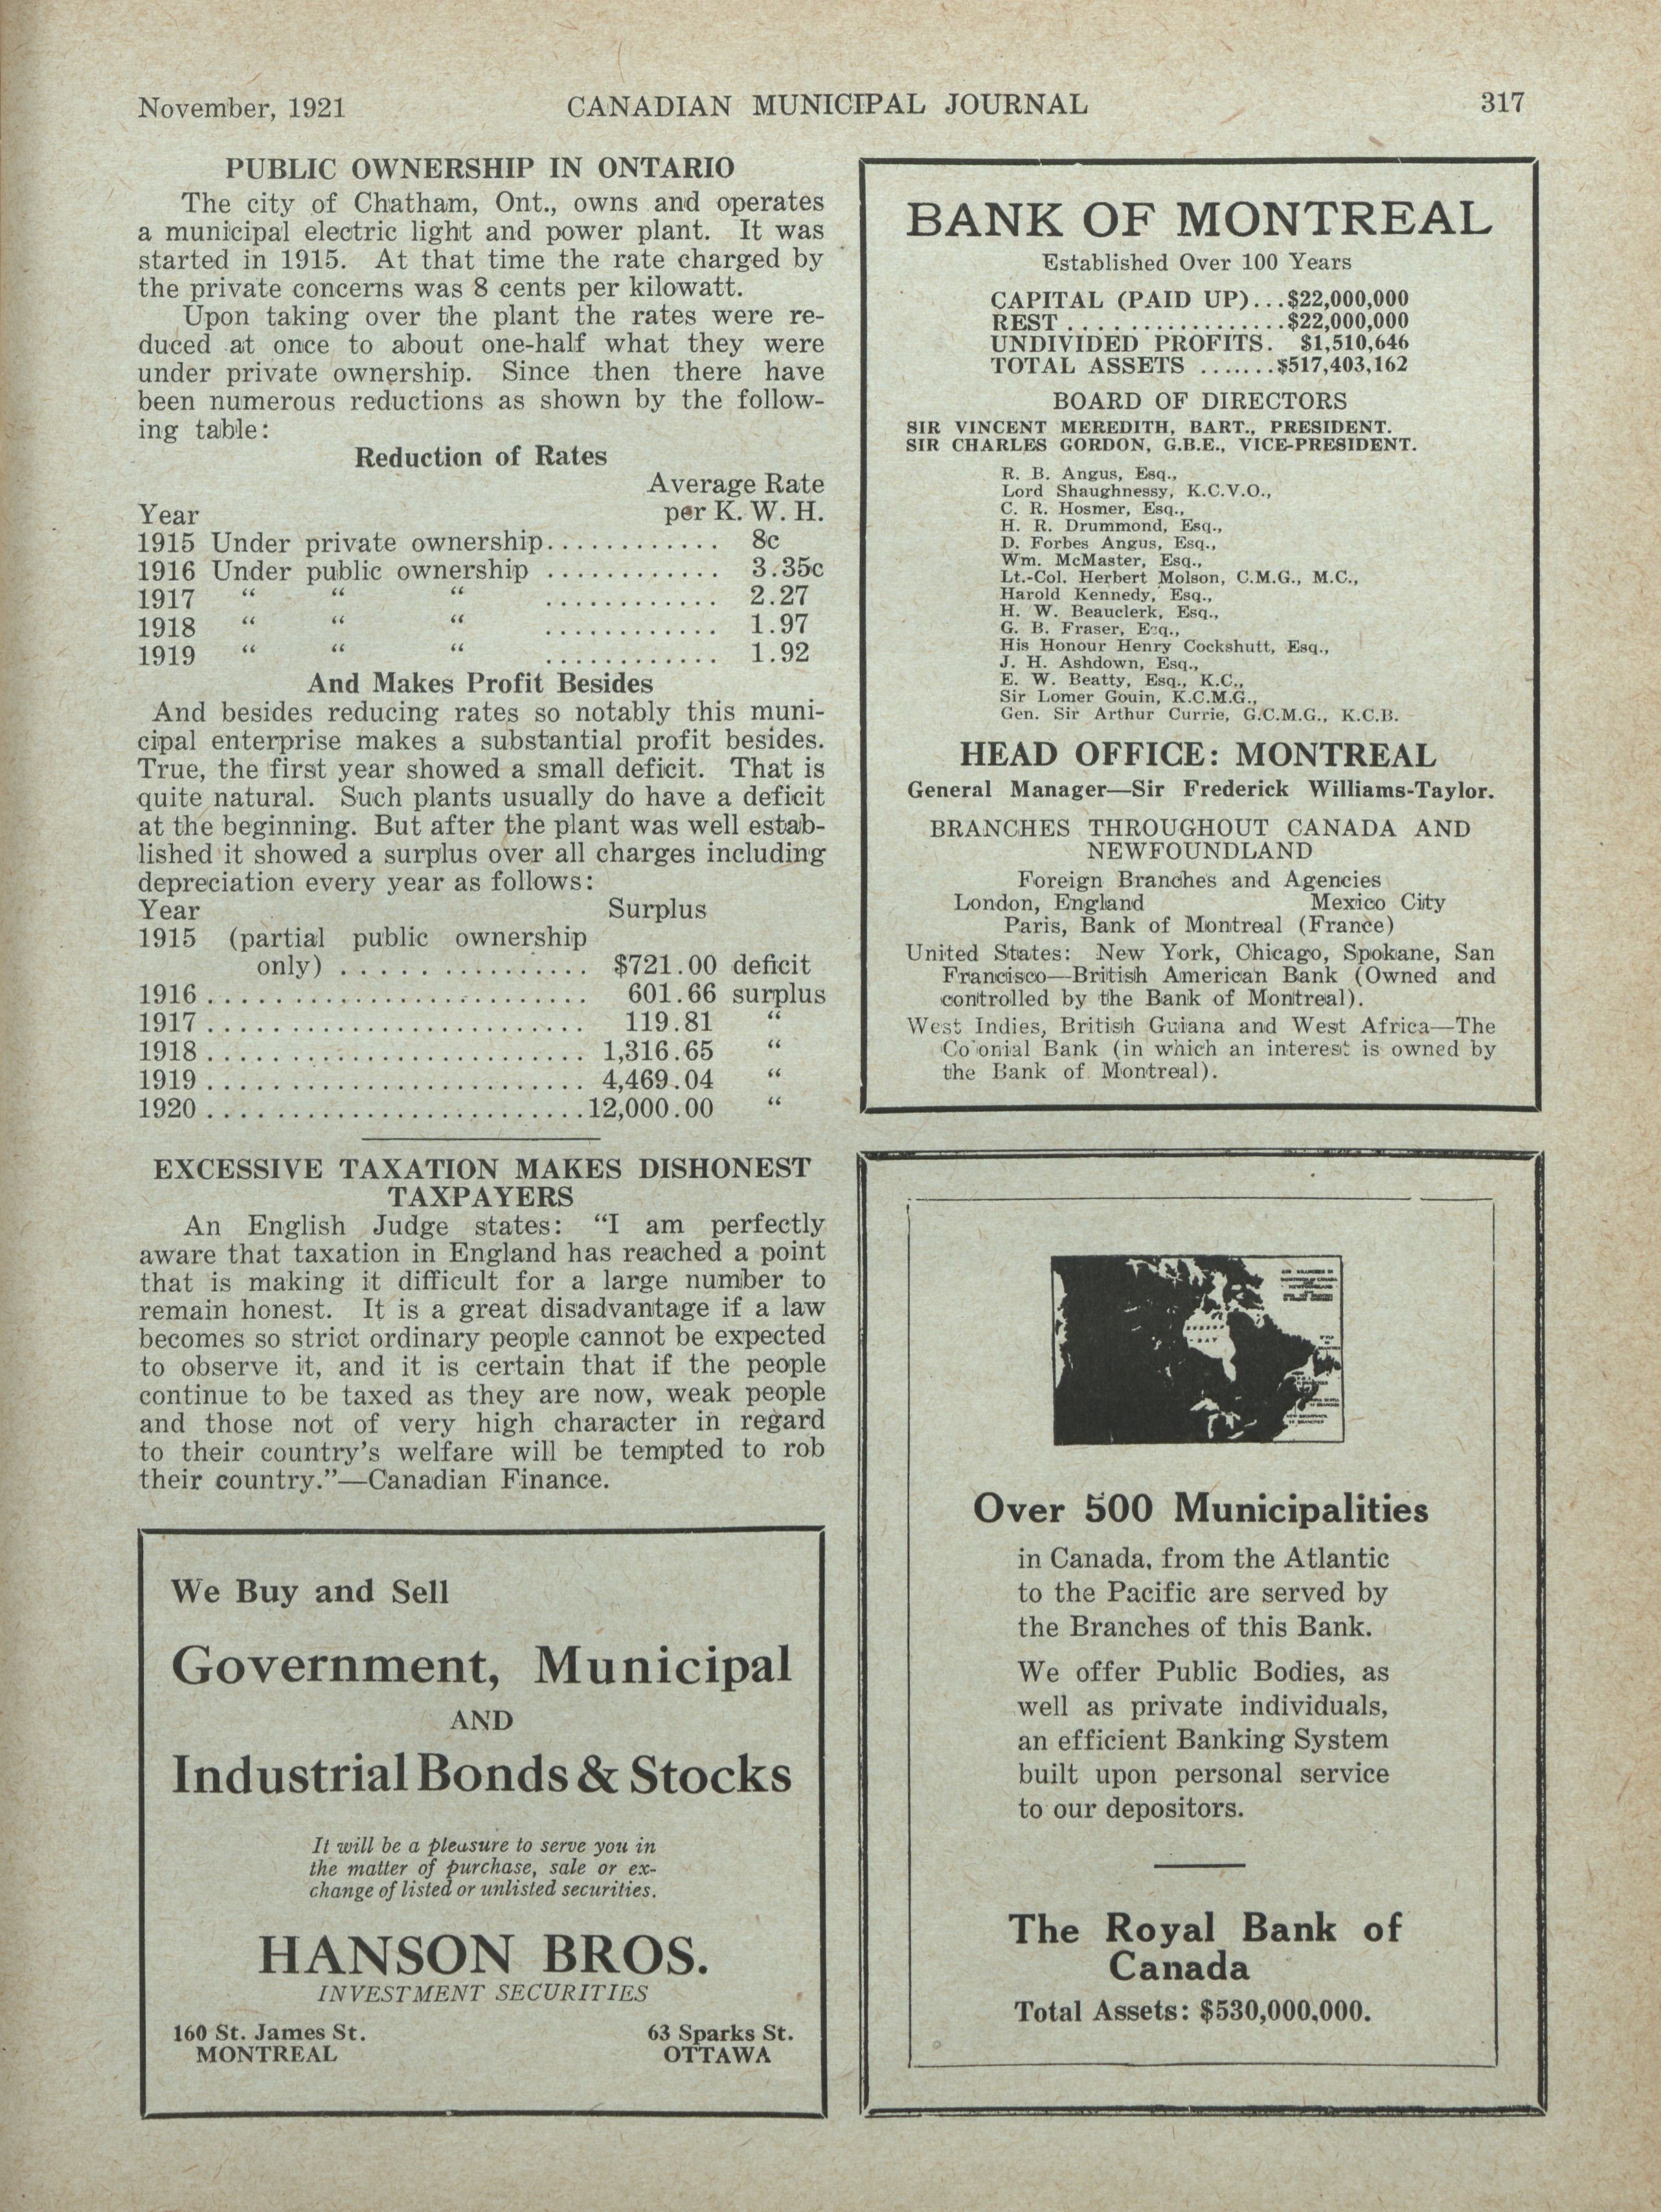 November, 1921
CANADIAN MUNICIPAL JOURNAL
317
PUBLIC OWNERSHIP IN ONTARIO
The city of Chatham, Ont., owns and operates
a municipal electric light and power plant. It was
started in 1915. At that time the rate charged by
the private concerns was 8 cents per kilowatt.
Upon taking over the plant the rates were re-
duced at once to about one-half what they were
under private ownership. Since then there have
been numerous reductions as shown by the follow-
ing table:
Reduction of Rates
Average Rate
Year per K. W. H.
1915 Under private ownership............ 8c
1916 Under public ownership ............ 3.35c
1917 “ “ “ ............ 2.27
1918 “ “ “ ............ 1.97
1919 “ “ “ ............ 1.92
And Makes Profit Besides
And besides reducing rates so notably this muni-
cipal enterprise makes a substantial profit besides.
True, the first year showed a small deficit. That is
quite natural. Such plants usually do have a deficit
at the beginning. But after the plant was well estab-
lished it showed a surplus over all charges including
depreciation every year as follows:
Year Surplus
1915 (partial public ownership
only) . . . . . . . . . . . . . . . $721.00 deficit
1916 . . . . . . . . . . . . . . . . . . . . . . . 601.66 surplus
1917 . . . . . . . . . . . . . . . . . . . . . . . 119.81 “
1918 . . . . . . . . . . . . . . . . . . . . . . . 1,316.65 “
1919 . . . . . . . . . . . . . . . . . . . . . . . 4,469.04 “
1920 . . . . . . . . . . . . . . . . . . . . . . . 12,000.00 “
EXCESSIVE TAXATION MAKES DISHONEST
TAXPAYERS
An English Judge states: “I am perfectly
aware that taxation in England has reached a point
that is making it difficult for a large number to
remain honest. It is a great disadvantage if a law
becomes so strict ordinary people cannot be expected
to observe it, and it is certain that if the people
continue to be taxed as they are now, weak people
and those not of very high character in regard
to their country’s welfare will be tempted to rob
their country.”—Canadian Finance.
We Buy and Sell
Government, Municipal
AND
Industrial Bonds & Stocks
It will be a pleasure to serve you in
the matter of purchase, sale or ex-
change of listed or unlisted securities.
HANSON BROS.
INVESTMENT SECURITIES
160 St. James St. 63 Sparks St.
MONTREAL OTTAWA
BANK OF MONTREAL
Established Over 100 Years
CAPITAL (PAID UP)...$22,000,000
REST . . . . . . . . . . . . . . . . .$22,000,000
UNDIVIDED PROFITS. $1,510,646
TOTAL ASSETS .......$517,403,162
BOARD OF DIRECTORS
SIR VINCENT MEREDITH, BART., PRESIDENT.
SIR CHARLES GORDON, G.B.E., VICE-PRESIDENT.
R. B. Angus, Esq.,
Lord Shaughnessy, K.C.V.O.,
C. R. Hosmer, Esq.,
H. R. Drummond, Esq.,
D. Forbes Angus, Esq.,
Wm. McMaster, Esq.,
Lt.-Col. Herbert Molson, C.M.G., M.C.,
Harold Kennedy, Esq.,
H. W. Beauclerk, Esq.,
G. B. Fraser, Esq.,
His Honour Henry Cockshutt, Esq.,
J. H. Ashdown, Esq.,
E. W. Beatty, Esq., K.C.,
Sir Lomer Gouin, K.C.M.G.,
Gen. Sir Arthur Currie, G.C.M.G., K.C.B.
HEAD OFFICE: MONTREAL
General Manager—Sir Frederick Williams-Taylor.
BRANCHES THROUGHOUT CANADA AND
NEWFOUNDLAND
Foreign Branches and Agencies
London, England Mexico City
Paris, Bank of Montreal (France)
United States: New York, Chicago, Spokane, San
Francisco—British American Bank (Owned and
controlled by the Bank of Montreal).
West Indies, British Guiana and West Africa—The
Colonial Bank (in which an interest is owned by
the Bank of Montreal).
Over 500 Municipalities
in Canada, from the Atlantic
to the Pacific are served by
the Branches of this Bank.
We offer Public Bodies, as
well as private individuals,
an efficient Banking System
built upon personal service
to our depositors.
The Royal Bank of
Canada
Total Assets: $530,000,000.